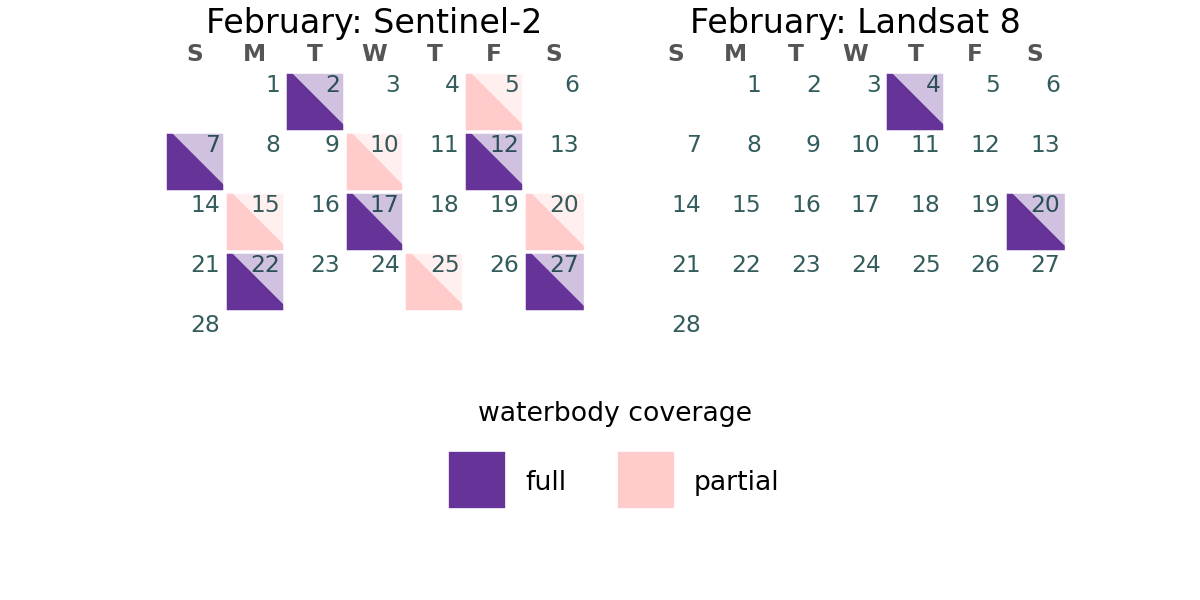 February: Sentinel-2
S M T W T F S
1 2 3 4 5 6
7 8 9 10 11 12 13
14 15 16 17 18 19 20
21 22 23 24 25 26 27
28
February: Landsat 8
S M T W T F S
1 2 3 4 5 6
7 8 9 10 11 12 13
14 15 16 17 18 19 20
21 22 23 24 25 26 27
28
waterbody coverage
full
partial